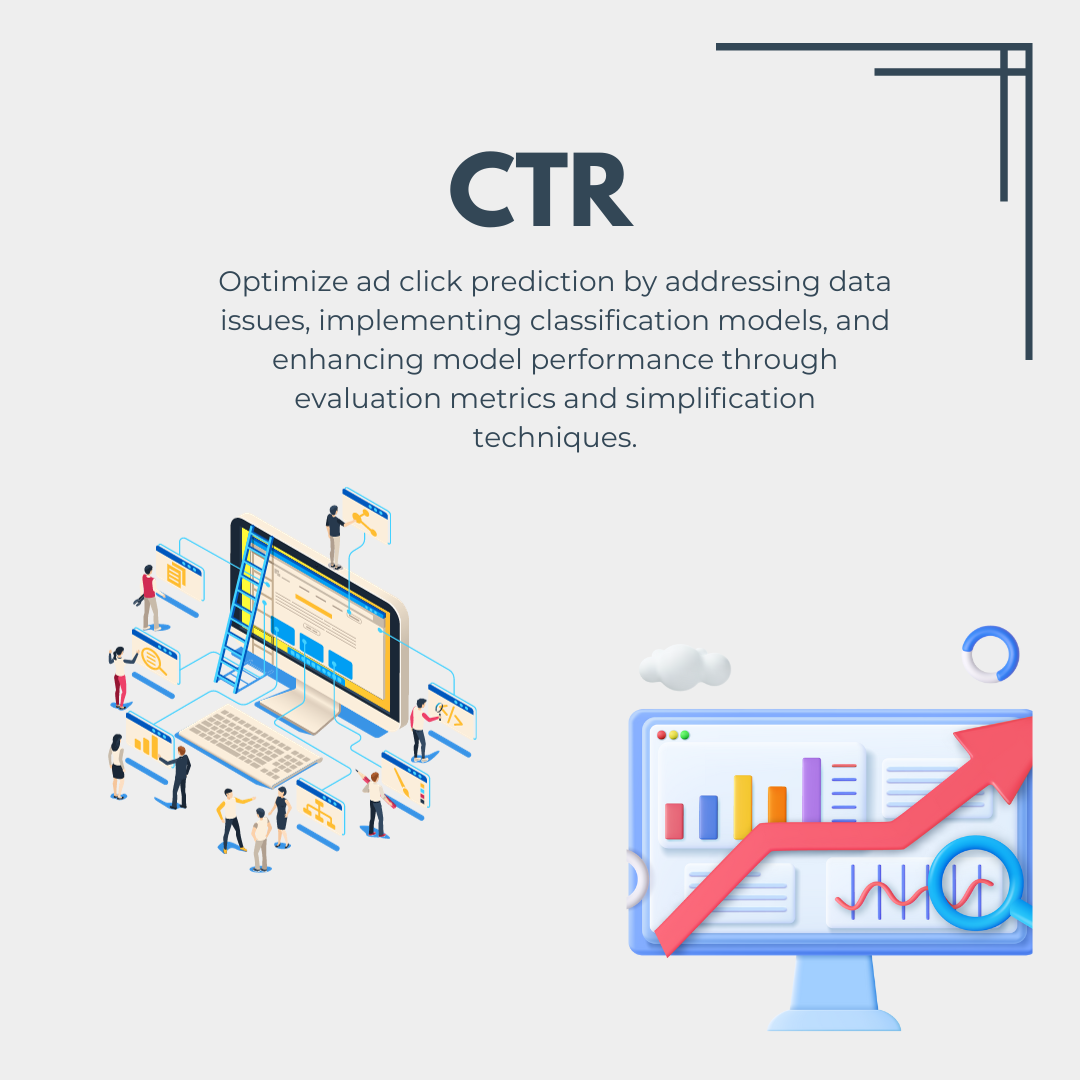 CTR
Optimize ad click prediction by addressing data
issues, implementing classification models, and
enhancing model performance through
evaluation metrics and simplification
techniques.